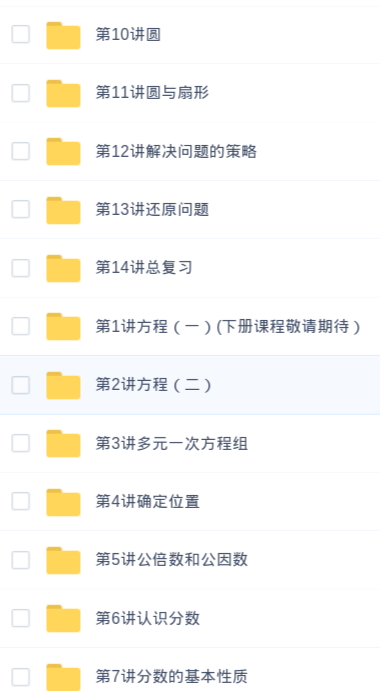 第10讲圆
第11讲圆与扇形
第12讲解决问题的策略
第13讲还原问题
第14讲总复习
第1讲方程（一）(下册课程敬请期待）
第2讲方程（二）
第3讲多元一次方程组
第4讲确定位置
第5讲公倍数和公因数
第6讲认识分数
第7讲分数的基本性质